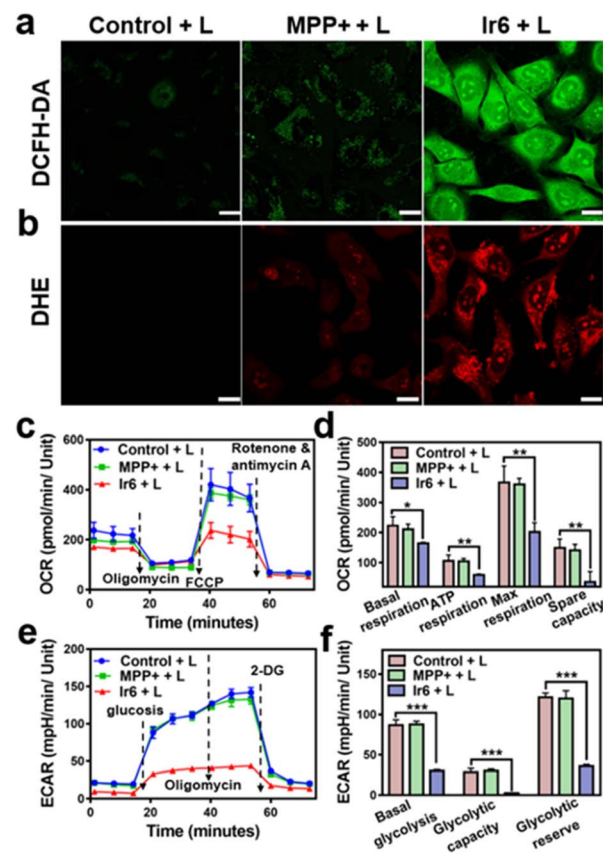 a
Control + L
MPP+ + L
Ir6 + L
DCFH-DA
b
DHE
c
600
400
200
0
OCR (pmol/min/ Unit)
Control + L
MPP+ + L
Ir6 + L
Rotenone &
antimycin A
Oligomycin
FCCP
0
20
40
60
Time (minutes)
d
400
300
200
100
OCR (pmol/min/ Unit)
Control + L
MPP+ + L
Ir6 + L
*
**
**
**
Basal
respiration
ATP
respiration
Max
respiration
Spare
capacity
e
200
150
100
50
0
ECAR (mpH/min/ Unit)
Control + L
MPP+ + L
Ir6 + L
glucosis
2-DG
Oligomycin
0
20
40
60
Time (minutes)
f
150
100
50
0
ECAR (mpH/min/ Unit)
Control + L
MPP+ + L
Ir6 + L
***
***
***
Basal
glycolysis
Glycolytic
capacity
Glycolytic
reserve